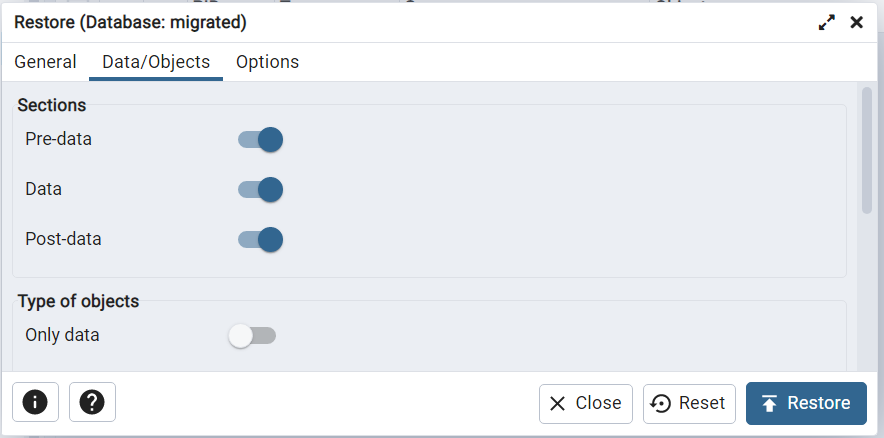 Restore (Database: migrated)
General Data/Objects Options
Sections
Pre-data
Data
Post-data
Type of objects
Only data
Close Reset Restore